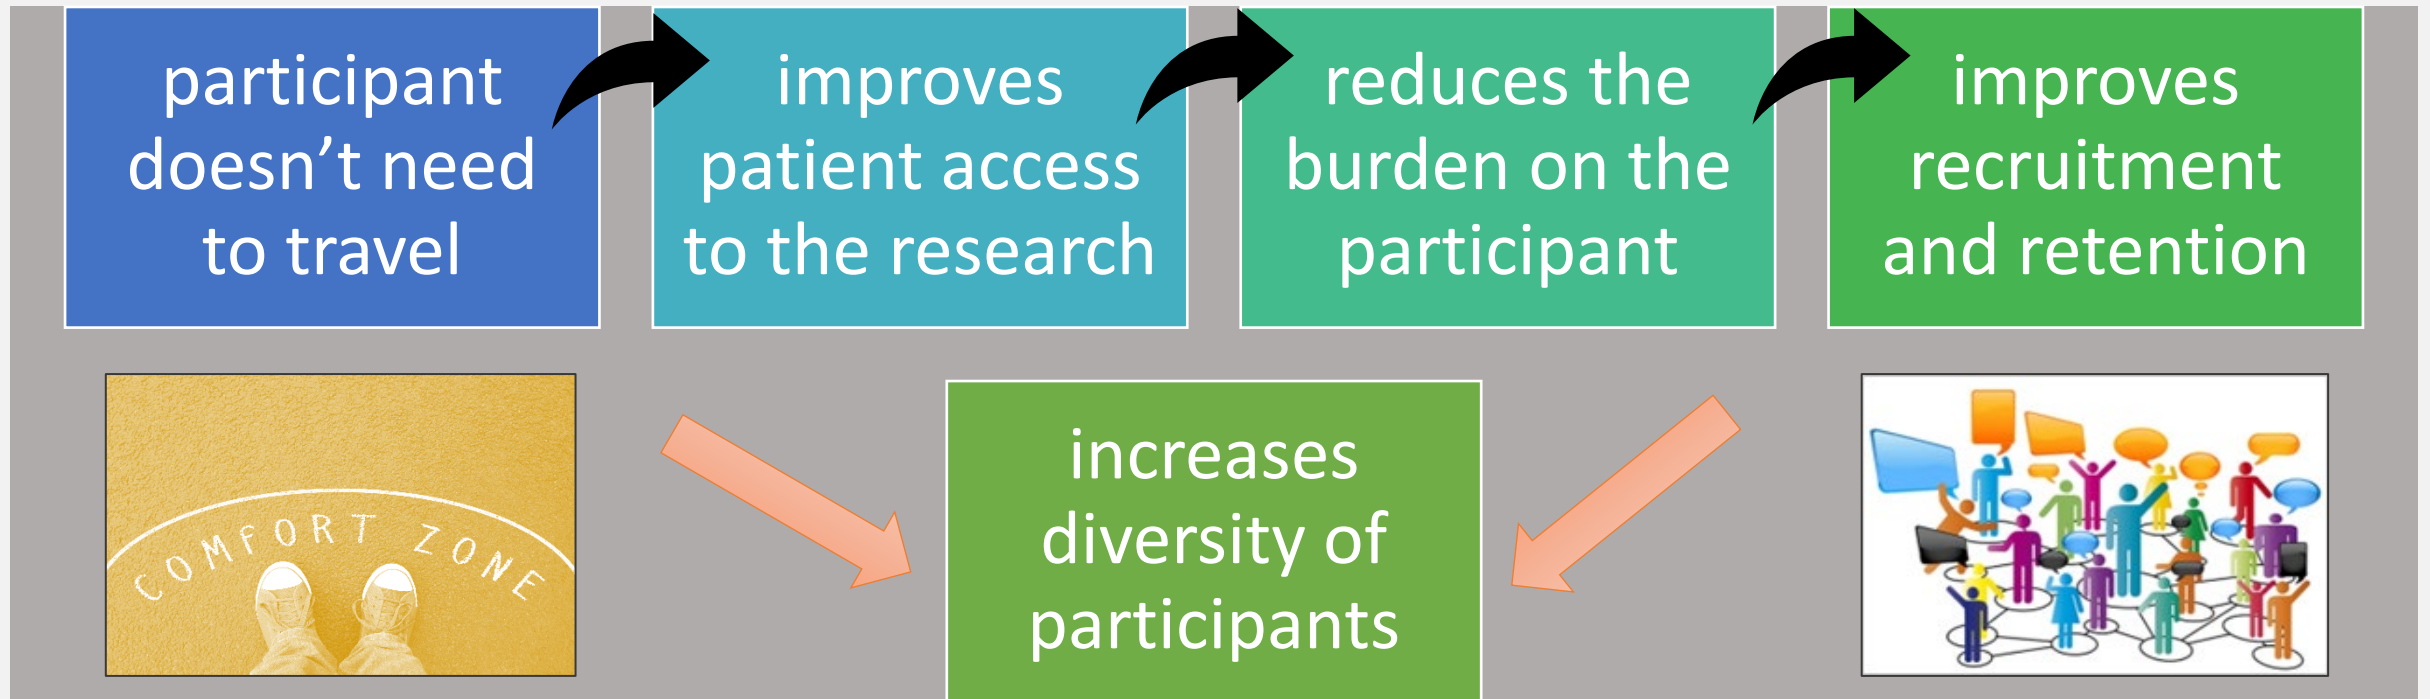 participant
doesn’t need
to travel
improves
patient access
to the research
reduces the
burden on the
participant
improves
recruitment
and retention
COMFORT ZONE
increases
diversity of
participants